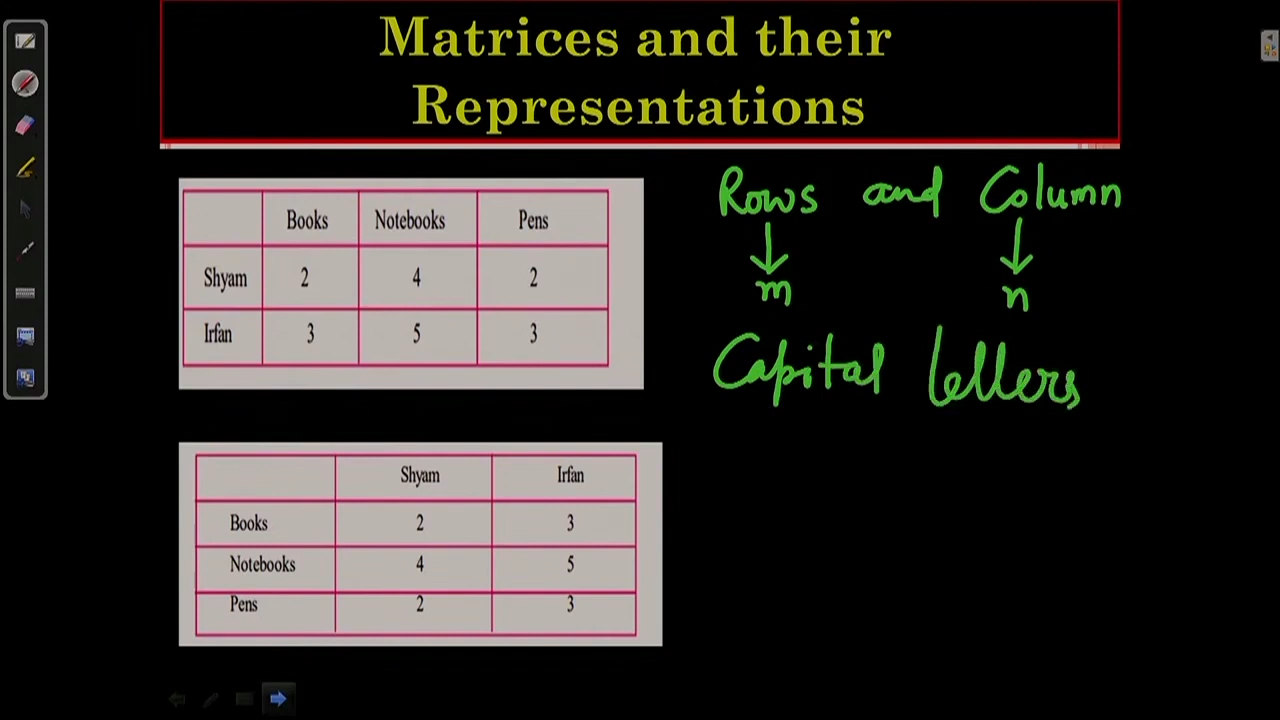 Matrices and their
Representations
Books Notebooks Pens
Shyam 2 4 2
Irfan 3 5 3
Rows and Column
m n
Capital letters
Shyam Irfan
Books 2 3
Notebooks 4 5
Pens 2 3